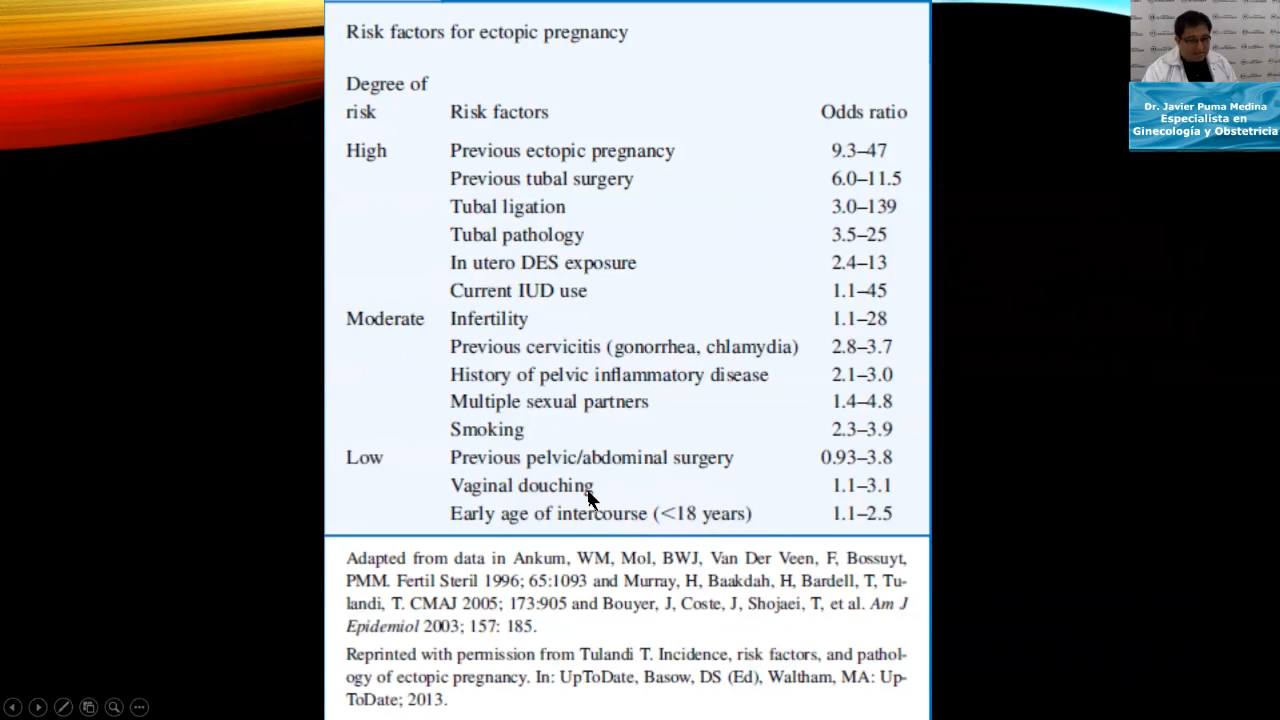 Risk factors for ectopic pregnancy
Degree of
risk Risk factors Odds ratio
High Previous ectopic pregnancy 9.3–47
Previous tubal surgery 6.0–11.5
Tubal ligation 3.0–139
Tubal pathology 3.5–25
In utero DES exposure 2.4–13
Current IUD use 1.1–45
Moderate Infertility 1.1–28
Previous cervicitis (gonorrhea, chlamydia) 2.8–3.7
History of pelvic inflammatory disease 2.1–3.0
Multiple sexual partners 1.4–4.8
Smoking 2.3–3.9
Low Previous pelvic/abdominal surgery 0.93–3.8
Vaginal douching 1.1–3.1
Early age of intercourse (<18 years) 1.1–2.5
Adapted from data in Ankum, WM, Mol, BWJ, Van Der Veen, F, Bossuyt,
PMM. Fertil Steril 1996; 65:1093 and Murray, H, Baakdah, H, Bardell, T, Tu-
landi, T. CMAJ 2005; 173:905 and Bouyer, J, Coste, J, Shojaei, T, et al. Am J
Epidemiol 2003; 157: 185.
Reprinted with permission from Tulandi T. Incidence, risk factors, and pathol-
ogy of ectopic pregnancy. In: UpToDate, Basow, DS (Ed), Waltham, MA: Up-
ToDate; 2013.
Dr. Javier Puma Medina
Especialista en
Ginecología y Obstetricia